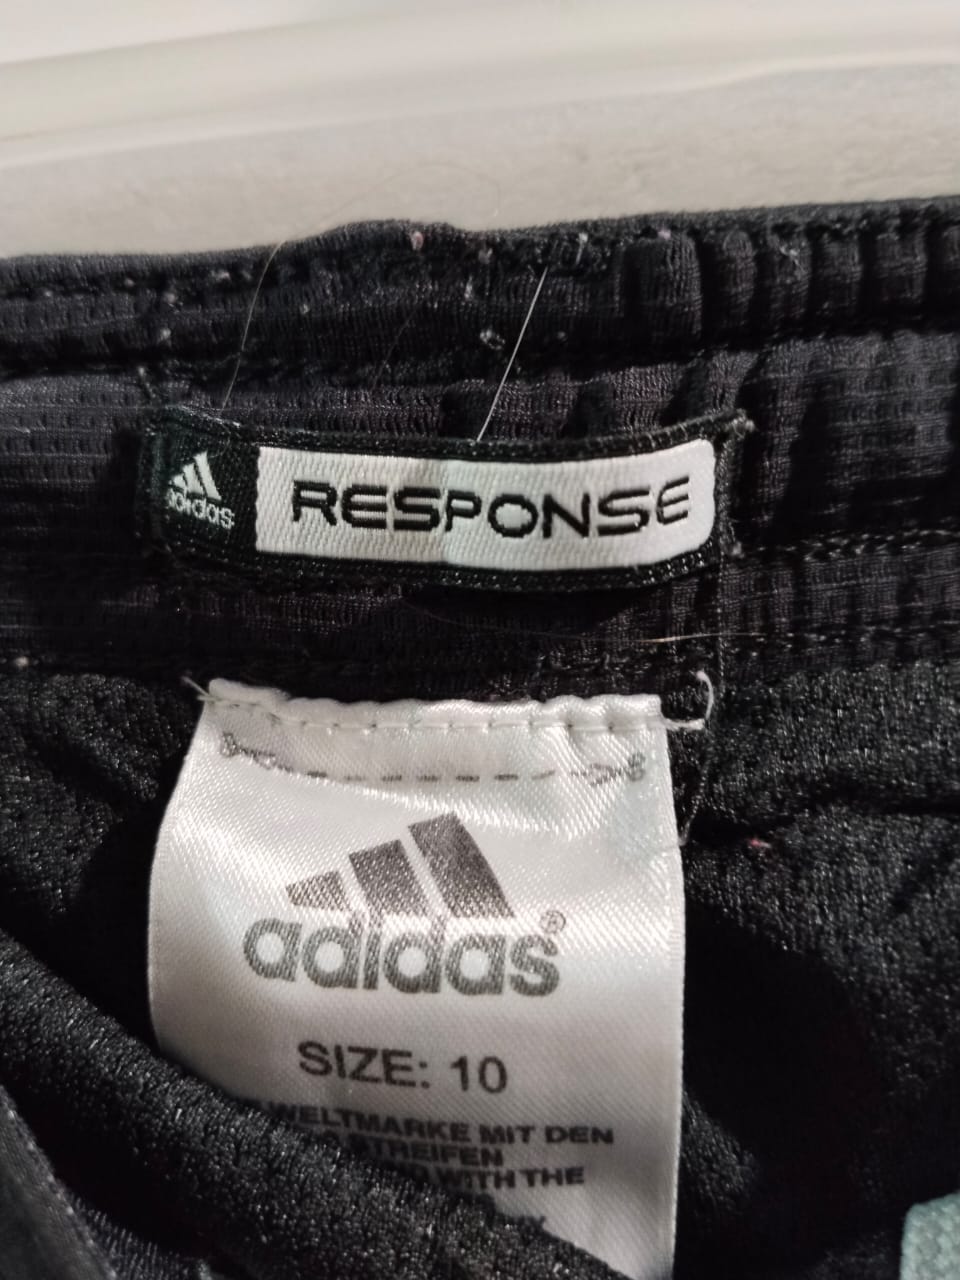 adidas
RESPONSE
adidas®
SIZE: 10
WELTMARKE MIT DEN
STREIFEN
WITH THE